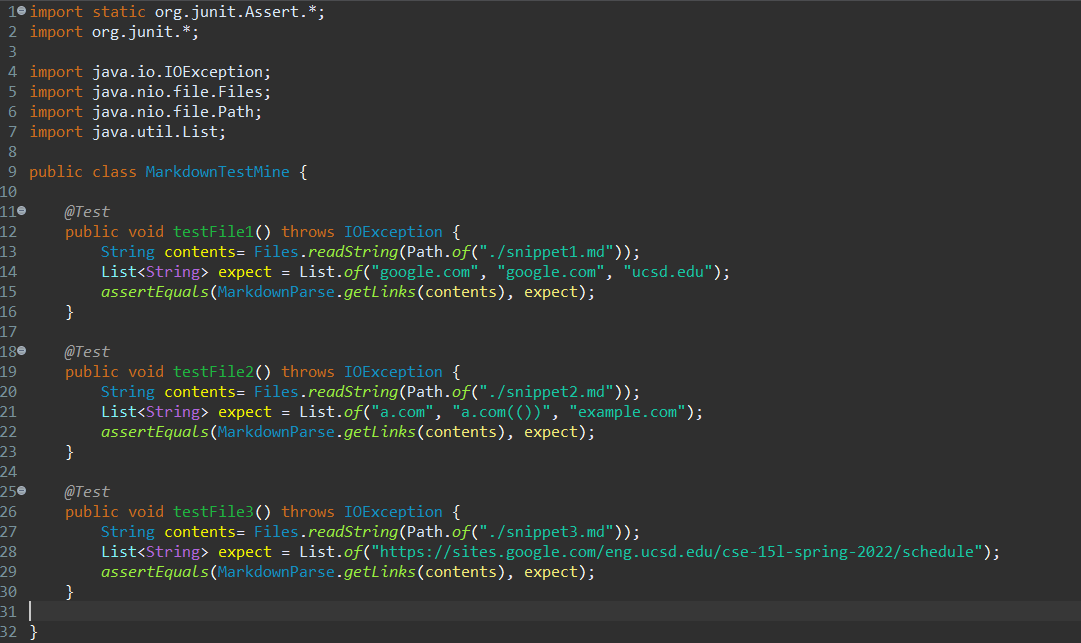 1 import static org.junit.Assert.*;
2 import org.junit.*;
3
4 import java.io.IOException;
5 import java.nio.file.Files;
6 import java.nio.file.Path;
7 import java.util.List;
8
9 public class MarkdownTestMine {
10
11     @Test
12     public void testFile1() throws IOException {
13         String contents= Files.readString(Path.of("./snippet1.md"));
14         List<String> expect = List.of("google.com", "google.com", "ucsd.edu");
15         assertEquals(MarkdownParse.getLinks(contents), expect);
16     }
17
18     @Test
19     public void testFile2() throws IOException {
20         String contents= Files.readString(Path.of("./snippet2.md"));
21         List<String> expect = List.of("a.com", "a.com(())", "example.com");
22         assertEquals(MarkdownParse.getLinks(contents), expect);
23     }
24
25     @Test
26     public void testFile3() throws IOException {
27         String contents= Files.readString(Path.of("./snippet3.md"));
28         List<String> expect = List.of("https://sites.google.com/eng.ucsd.edu/cse-15l-spring-2022/schedule");
29         assertEquals(MarkdownParse.getLinks(contents), expect);
30     }
31
32 }